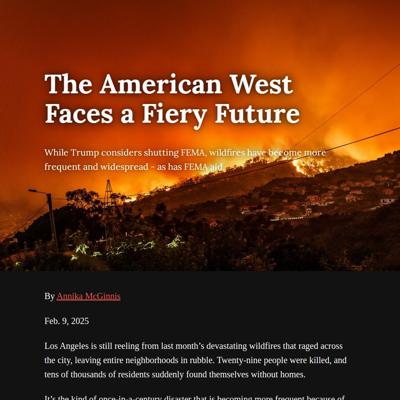 The American West
Faces a Fiery Future
While Trump considers shutting FEMA, wildfires have become more
frequent and widespread - as has FEMA aid.
By Annika McGinnis
Feb. 9, 2025
Los Angeles is still reeling from last month’s devastating wildfires that raged across
the city, leaving entire neighborhoods in rubble. Twenty-nine people were killed, and
tens of thousands of residents suddenly found themselves without homes.
It’s the kind of once-in-a-century disaster that is becoming more frequent because of